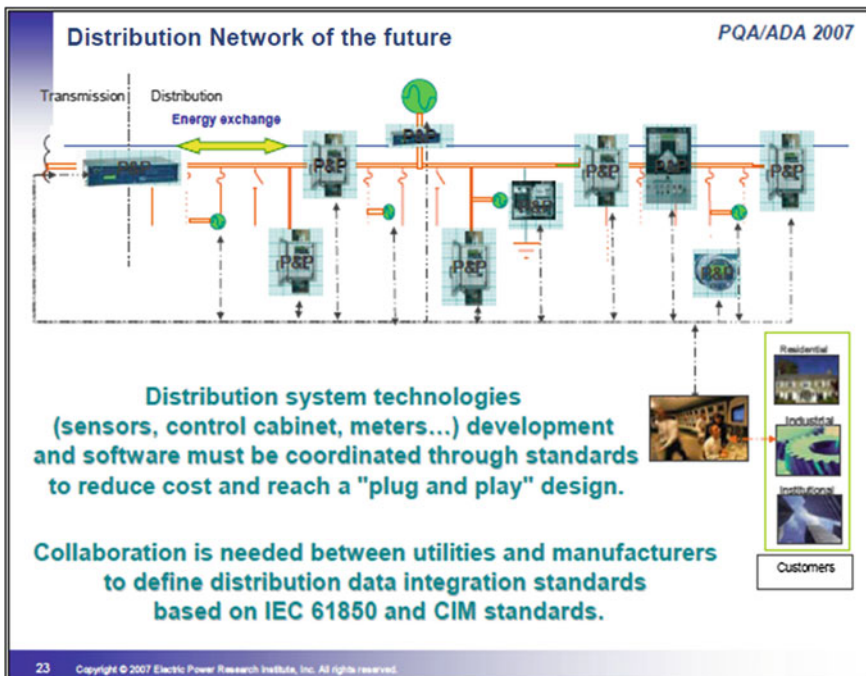 Distribution Network of the future
PQA/ADA 2007
Transmission
Distribution
Energy exchange
P&P
P&P
P&P
P&P
P&P
P&P
P&P
P&P
P&P
Residential
Industrial
Institutional
Customers
Distribution system technologies
(sensors, control cabinet, meters...) development
and software must be coordinated through standards
to reduce cost and reach a "plug and play" design.
Collaboration is needed between utilities and manufacturers
to define distribution data integration standards
based on IEC 61850 and CIM standards.
23 Copyright © 2007 Electric Power Research Institute, Inc. All rights reserved.